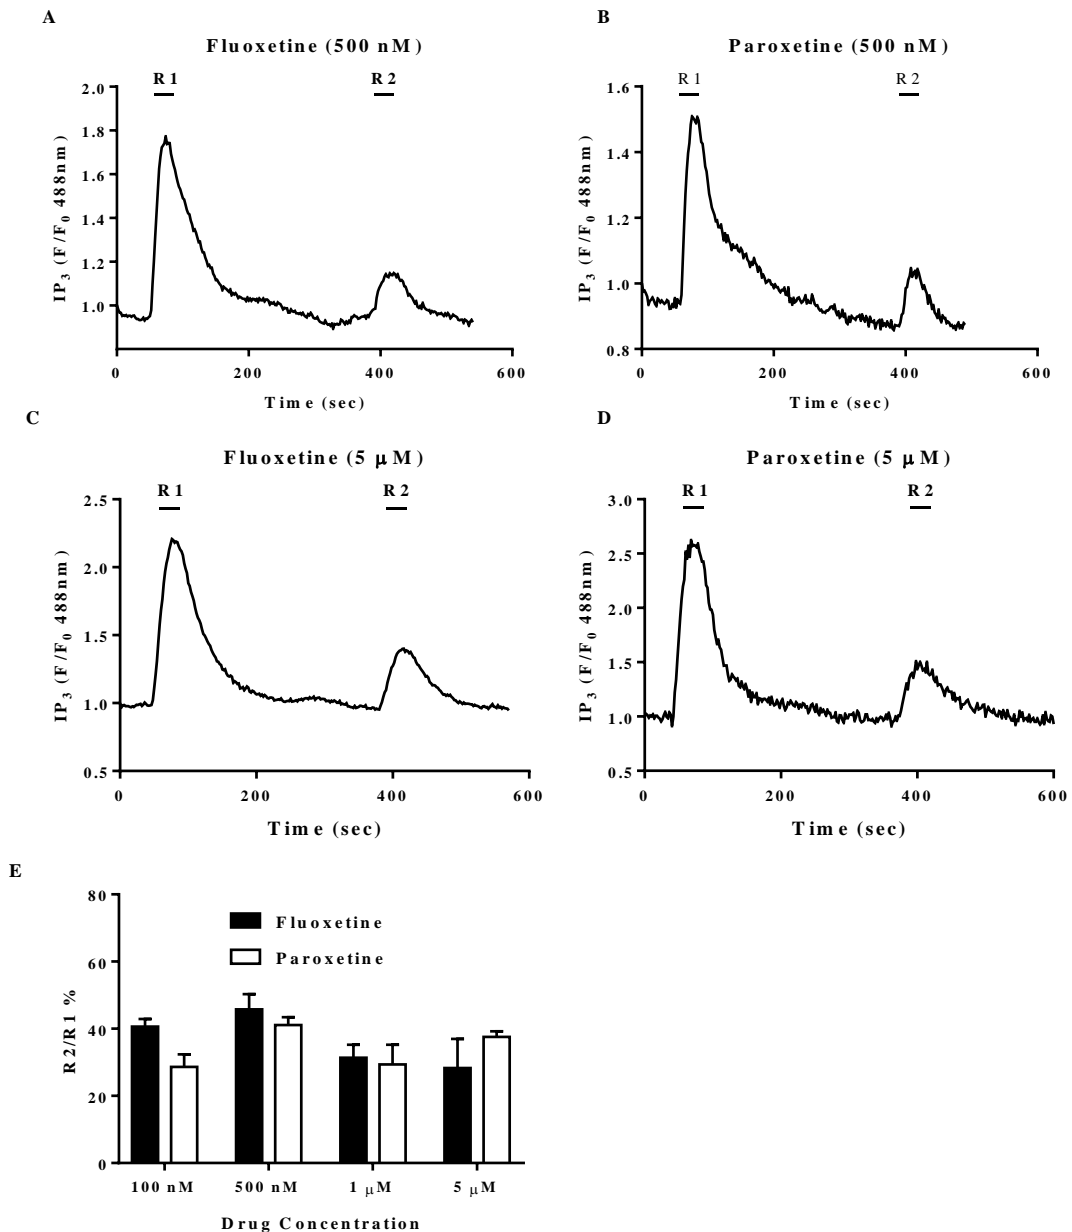 A
Fluoxetine (500 nM)
R1 R2
2.0
1.8
1.6
1.4
1.2
1.0
IP3 (F/F0 488nm)
0 200 400 600
Time (sec)
B
Paroxetine (500 nM)
R1 R2
1.6
1.4
1.2
1.0
0.8
IP3 (F/F0 488nm)
0 200 400 600
Time (sec)
C
Fluoxetine (5 μM)
R1 R2
2.5
2.0
1.5
1.0
0.5
IP3 (F/F0 488nm)
0 200 400 600
Time (sec)
D
Paroxetine (5 μM)
R1 R2
3.0
2.5
2.0
1.5
1.0
0.5
IP3 (F/F0 488nm)
0 200 400 600
Time (sec)
E
80
60
40
20
0
R2/R1 %
Fluoxetine
Paroxetine
100 nM 500 nM 1 μM 5 μM
Drug Concentration